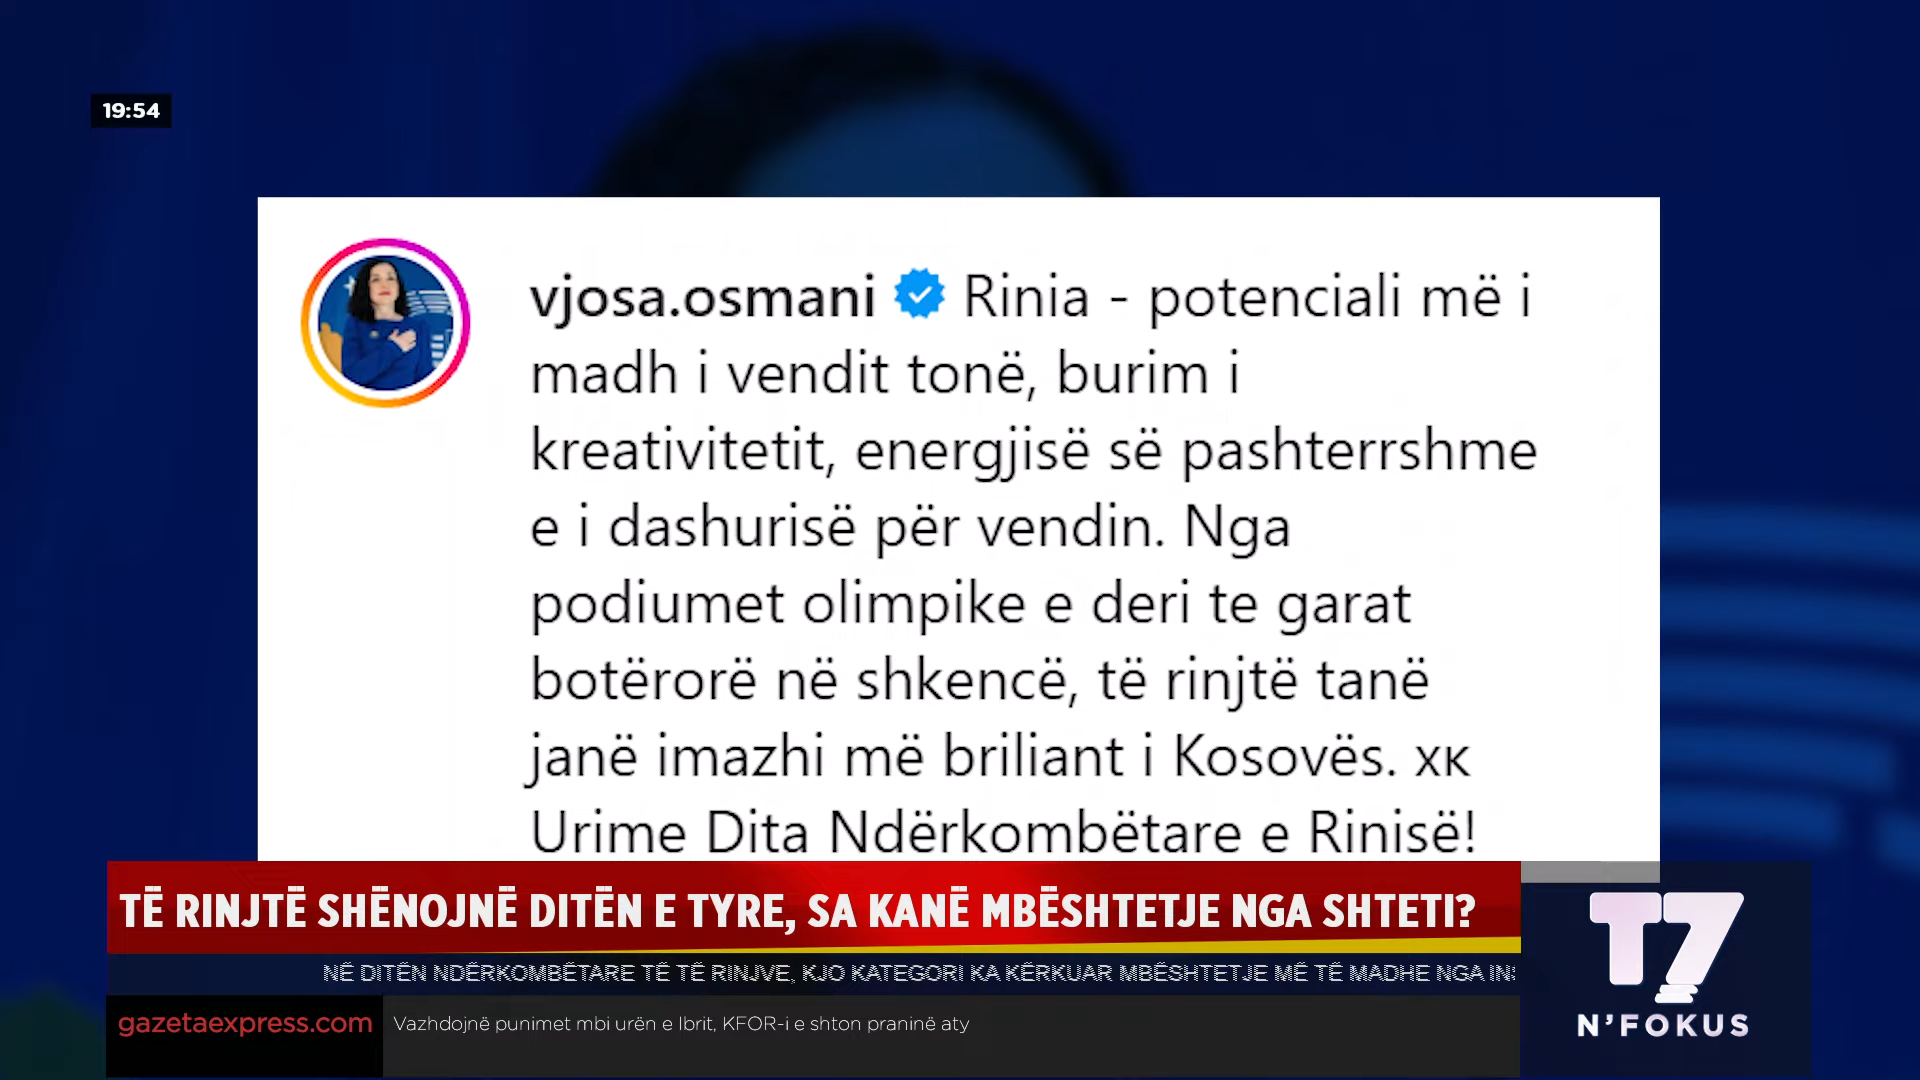 19:54
vjosa.osmani Rinia - potenciali më i
madh i vendit tonë, burim i
kreativitetit, energjisë së pashterrshme
e i dashurisë për vendin. Nga
podiumet olimpike e deri te garat
botërorë në shkencë, të rinjtë tanë
janë imazhi më briliant i Kosovës. XK
Urime Dita Ndërkombëtare e Rinisë!
TË RINJTË SHËNOJNË DITËN E TYRE, SA KANË MBËSHTETJE NGA SHTETI?
NË DITËN NDËRKOMBËTARE TË TË RINJVE, KJO KATEGORI KA KËRKUAR MBËSHTETJE MË TË MADHE NGA
gazetaexpress.com Vazhdojnë punimet mbi urën e Ibrit, KFOR-i e shton praninë aty
T7
N'FOKUS